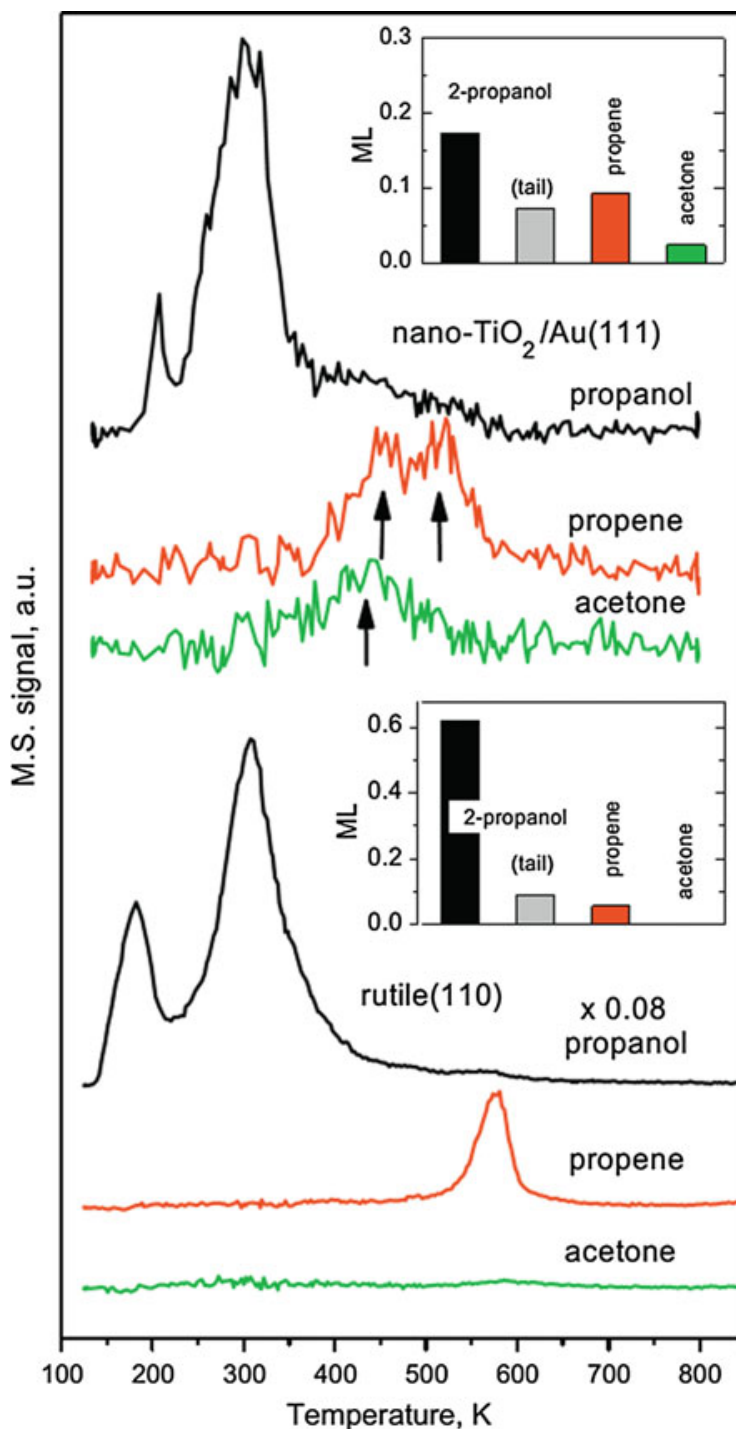 0.3
0.2
0.1
0.0
ML
2-propanol
(tail)
propene
acetone
nano-TiO₂/Au(111)
propanol
propene
acetone
M.S. signal, a.u.
0.6
0.4
0.2
0.0
ML
2-propanol
(tail)
propene
acetone
rutile(110)
x 0.08
propanol
propene
acetone
100 200 300 400 500 600 700 800
Temperature, K